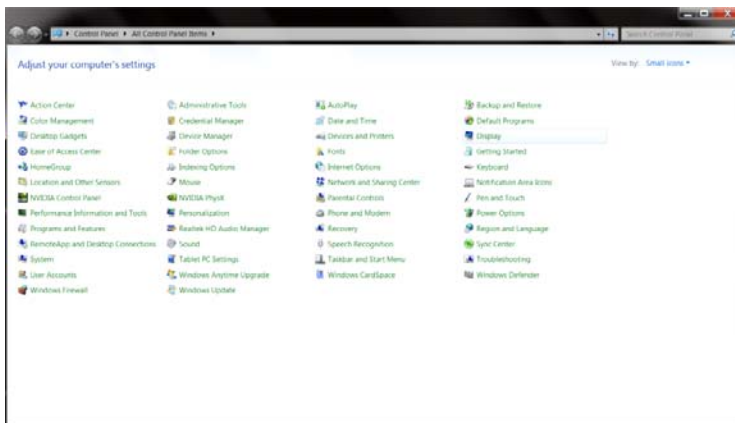 Control Panel ▸ All Control Panel Items ▸
Search Control Panel
Adjust your computer's settings
View by: Small icons
Action Center
Administrative Tools
AutoPlay
Backup and Restore
Color Management
Credential Manager
Date and Time
Default Programs
Desktop Gadgets
Device Manager
Devices and Printers
Display
Ease of Access Center
Folder Options
Fonts
Getting Started
HomeGroup
Indexing Options
Internet Options
Keyboard
Location and Other Sensors
Mouse
Network and Sharing Center
Notification Area Icons
NVIDIA Control Panel
NVIDIA PhysX
Parental Controls
Pen and Touch
Performance Information and Tools
Personalization
Phone and Modem
Power Options
Programs and Features
Realtek HD Audio Manager
Recovery
Region and Language
RemoteApp and Desktop Connections
Sound
Speech Recognition
Sync Center
System
Tablet PC Settings
Taskbar and Start Menu
Troubleshooting
User Accounts
Windows Anytime Upgrade
Windows CardSpace
Windows Defender
Windows Firewall
Windows Update